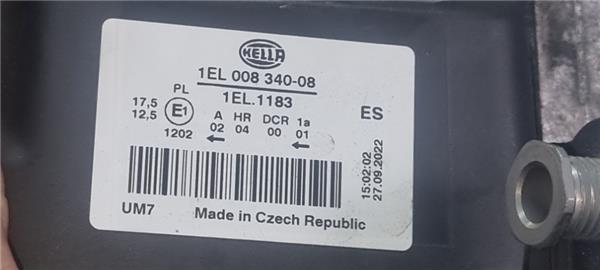 HELLA
1EL 008 340-08
1EL.1183
ES
PL
17,5
12,5
E1
A HR DCR 1a
02 04 00 01
1202
15:02:02
27.09.2022
UM7
Made in Czech Republic